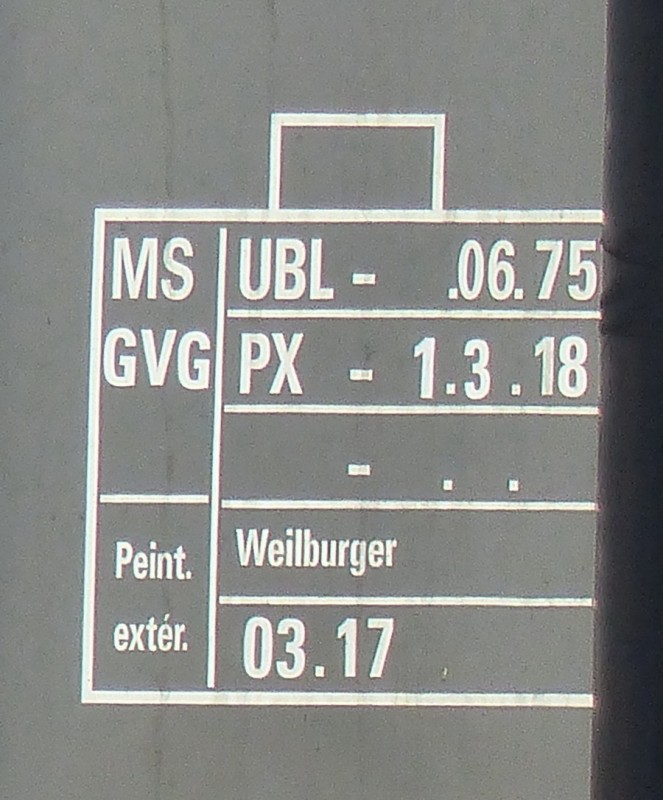 MS UBL - .06.75
GVG PX - 1.3.18
- . .
Peint. Weilburger
extér. 03.17